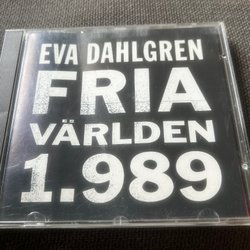 EVA DAHLGREN
FRIA
VÄRLDEN
1.989